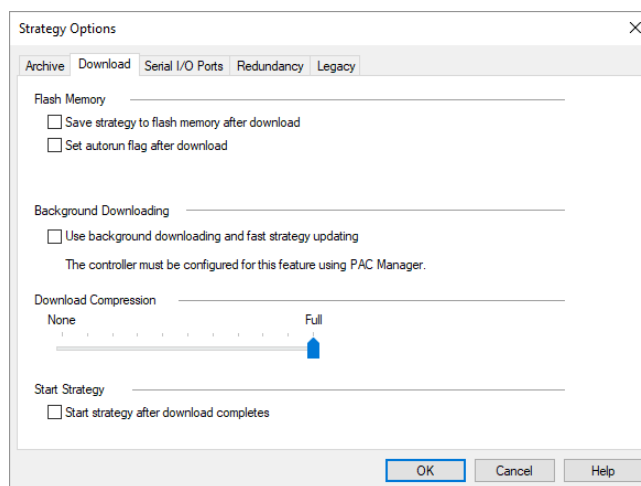 Strategy Options
Archive Download Serial I/O Ports Redundancy Legacy
Flash Memory
Save strategy to flash memory after download
Set autorun flag after download
Background Downloading
Use background downloading and fast strategy updating
The controller must be configured for this feature using PAC Manager.
Download Compression
None Full
Start Strategy
Start strategy after download completes
OK Cancel Help